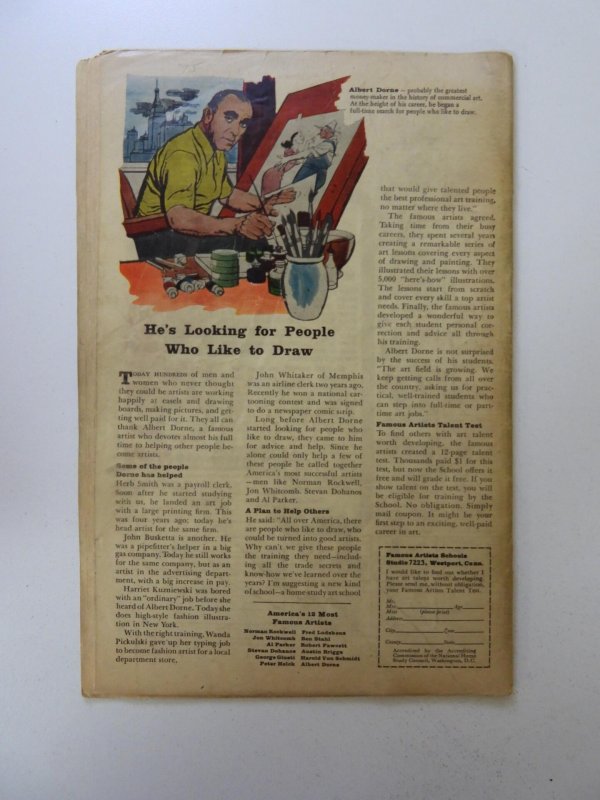 Albert Dorne — probably the greatest
money-maker in the history of commercial art.
At the height of his career, he began a
full-time search for people who like to draw.
He's Looking for People
Who Like to Draw
TODAY HUNDREDS of men and
women who never thought
they could be artists are working
happily at easels and drawing
boards, making pictures, and get-
ting well paid for it. They all can
thank Albert Dorne, a famous
artist who devotes almost his full
time to helping other people be-
come artists.
Some of the people
Dorne has helped
Herb Smith was a payroll clerk.
Soon after he started studying
with us, he landed an art job
with a large printing firm. This
was four years ago; today he's
head artist for the same firm.
John Busketta is another. He
was a pipefitter's helper in a big
gas company. Today he still works
for the same company, but as an
artist in the advertising depart-
ment, with a big increase in pay.
Harriet Kuzniewski was bored
with an "ordinary" job before she
heard of Albert Dorne. Today she
does high-style fashion illustra-
tion in New York.
With the right training, Wanda
Pickulski gave up her typing job
to become fashion artist for a local
department store.
John Whitaker of Memphis
was an airline clerk two years ago.
Recently he won a national car-
tooning contest and was signed
to do a newspaper comic strip.
Long before Albert Dorne
started looking for people who
like to draw, they came to him
for advice and help. Since he
alone could only help a few of
these people he called together
America's most successful artists
—men like Norman Rockwell,
Jon Whitcomb, Stevan Dohanos
and Al Parker.
A Plan to Help Others
He said: "All over America, there
are people who like to draw, who
could be turned into good artists.
Why can't we give these people
the training they need—includ-
ing all the trade secrets and
know-how we've learned over the
years? I'm suggesting a new kind
of school—a home study art school
America's 12 Most
Famous Artists
Norman Rockwell Fred Ludekens
Jon Whitcomb Ben Stahl
Al Parker Robert Fawcett
Stevan Dohanos Austin Briggs
George Giusti Harold Von Schmidt
Peter Helck Albert Dorne
that would give talented people
the best professional art training,
no matter where they live."
The famous artists agreed.
Taking time from their busy
careers, they spent several years
creating a remarkable series of
art lessons covering every aspect
of drawing and painting. They
illustrated their lessons with over
5,000 "here's-how" illustrations.
The lessons start from scratch
and cover every skill a top artist
needs. Finally, the famous artists
developed a wonderful way to
give each student personal cor-
rection and advice all through
his training.
Albert Dorne is not surprised
by the success of his students.
"The art field is growing. We
keep getting calls from all over
the country, asking us for prac-
tical, well-trained students who
can step into full-time or part-
time art jobs."
Famous Artists Talent Test
To find others with art talent
worth developing, the famous
artists created a 12-page talent
test. Thousands paid $1 for this
test, but now the School offers it
free and will grade it free. If you
show talent on the test, you will
be eligible for training by the
School. No obligation. Simply
mail coupon. It might be your
first step to an exciting, well-paid
career in art.
Famous Artists Schools
Studio 7223, Westport, Conn.
I would like to find out whether I
have art talent worth developing.
Please send me, without obligation,
your Famous Artists Talent Test.
Mr.
Mrs. Age
Miss (please print)
Address
City Zone
County State
Accredited by the Accrediting
Commission of the National Home
Study Council, Washington, D.C.